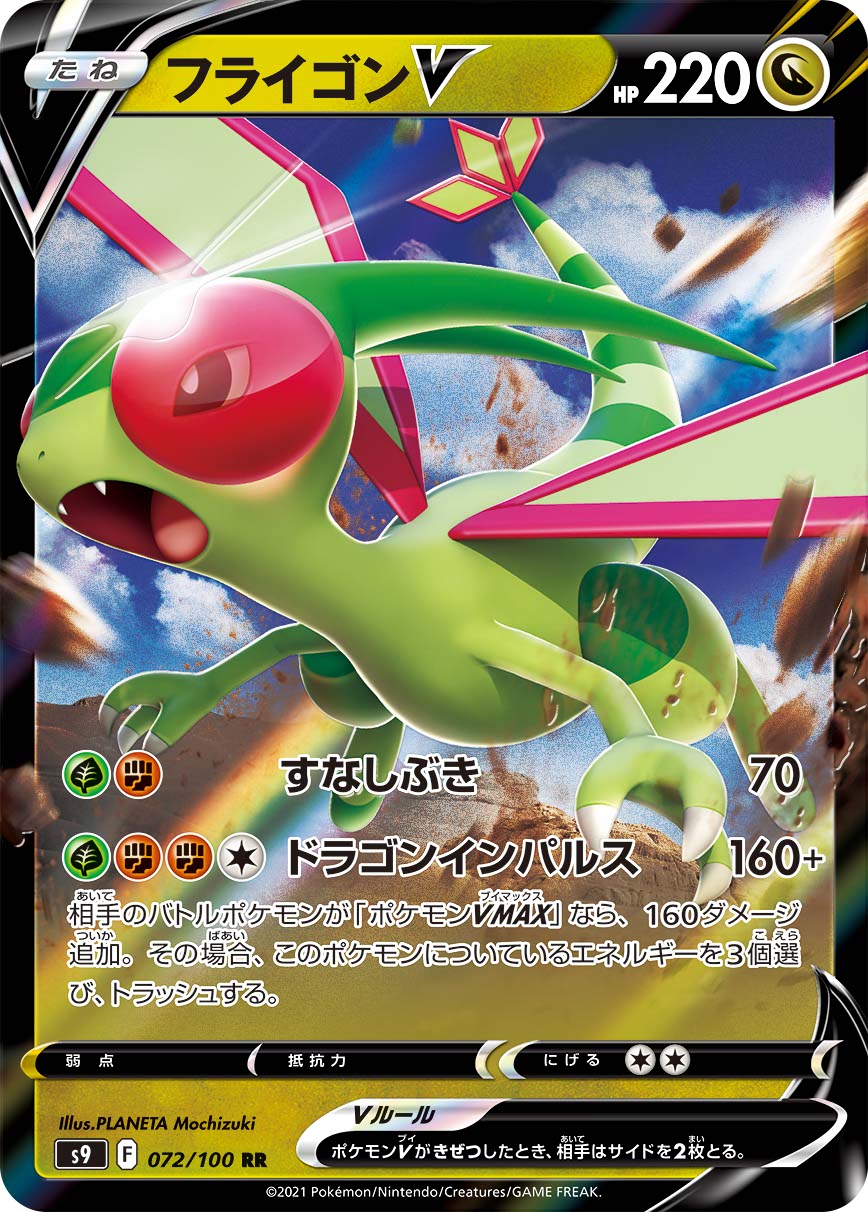 たね
フライゴンV
HP 220
すなしぶき 70
ドラゴンインパルス 160+
相手のバトルポケモンが「ポケモンVMAX」なら、160ダメージ
追加。その場合、このポケモンについているエネルギーを3個選
び、トラッシュする。
弱点 抵抗力 にげる
Illus.PLANETA Mochizuki
Vルール
ポケモンVがきぜつしたとき、相手はサイドを2枚とる。
s9 F 072/100 RR
©2021 Pokémon/Nintendo/Creatures/GAME FREAK.